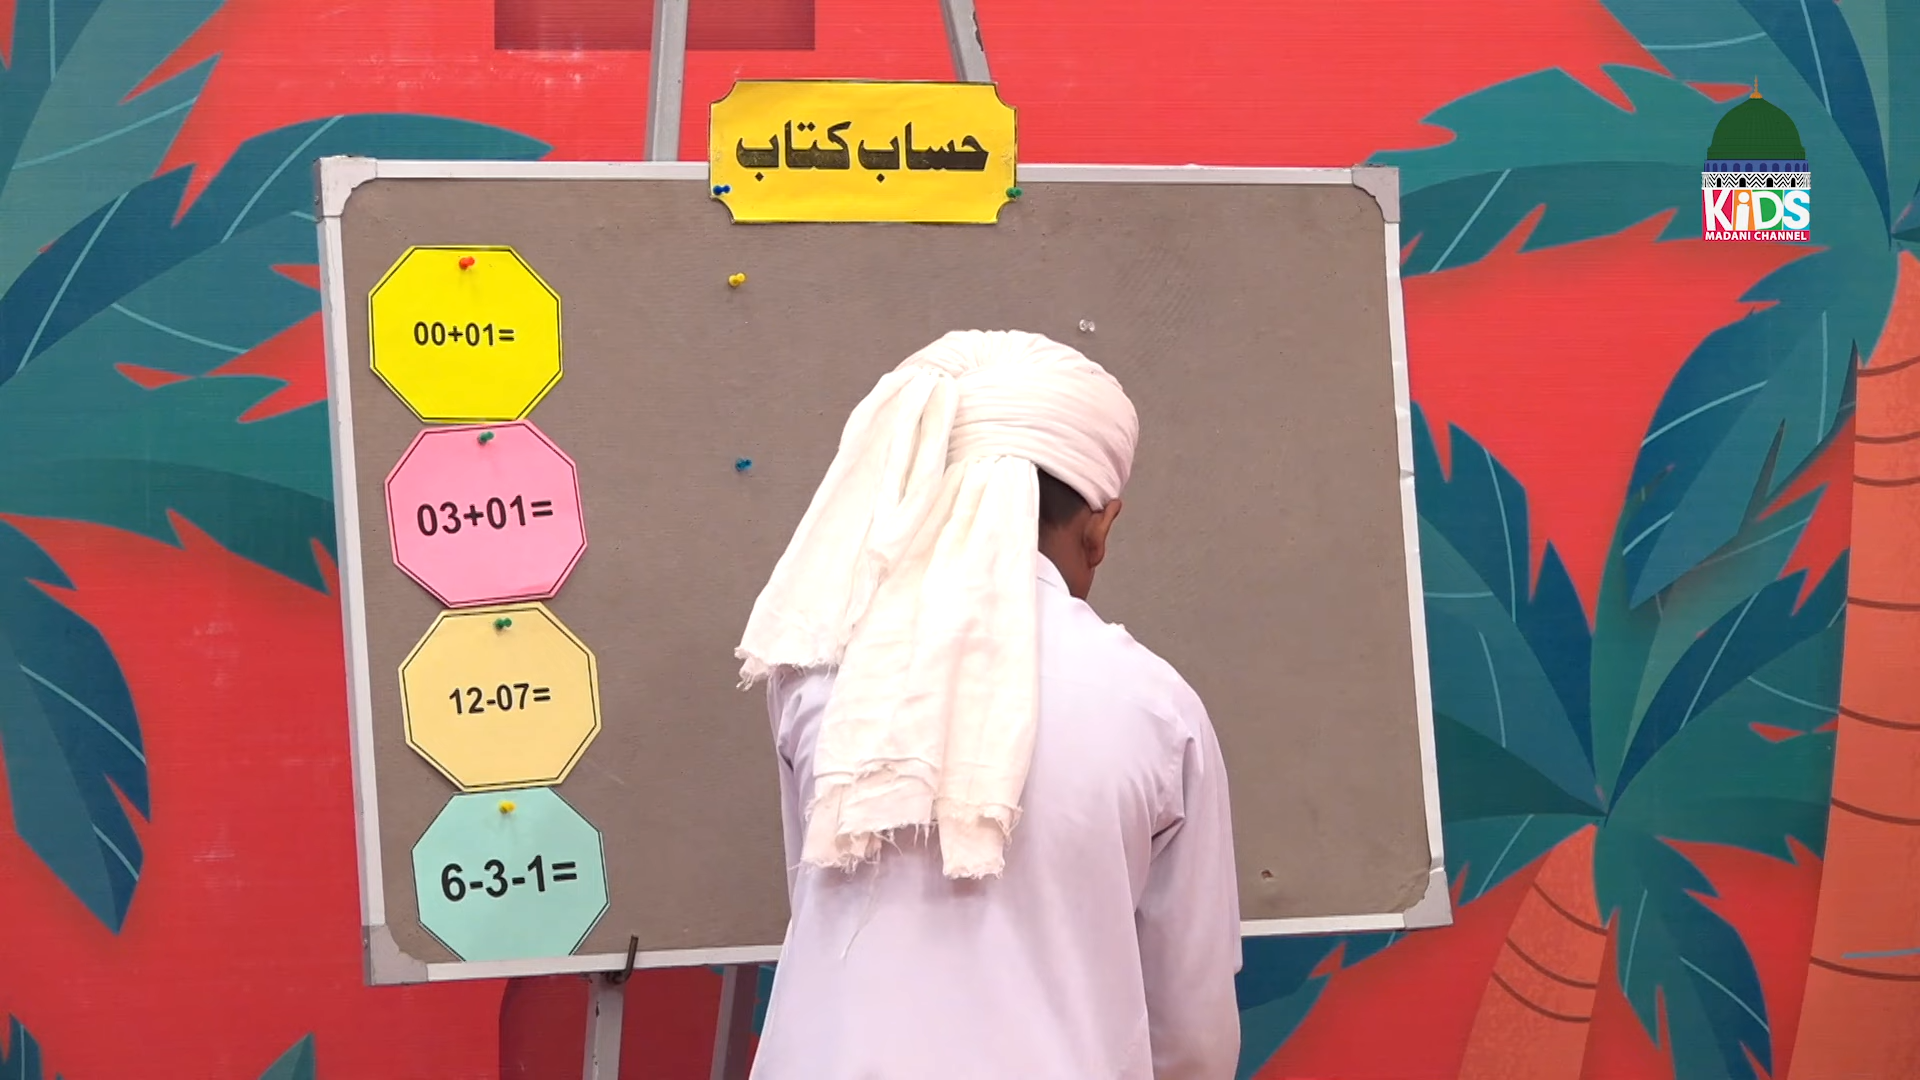 حساب کتاب
KiDS
MADANI CHANNEL
00+01=
03+01=
12-07=
6-3-1=